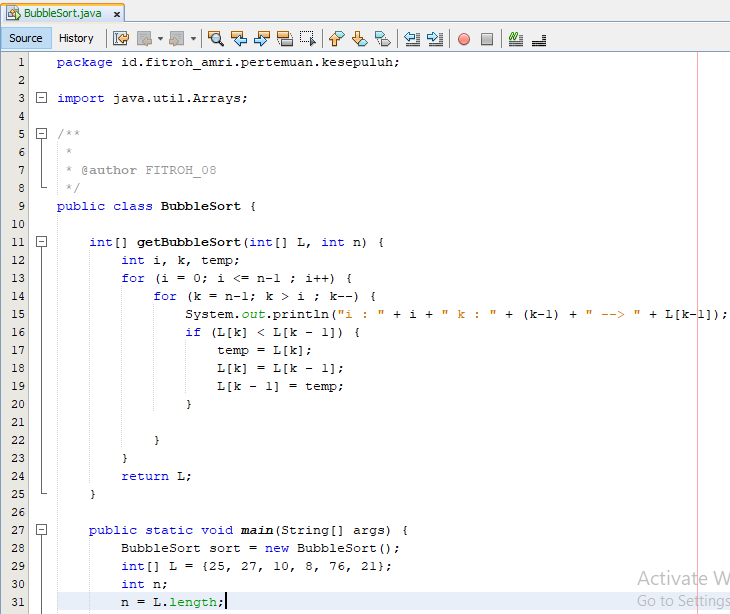 BubbleSort.java
Source History
1 package id.fitroh_amri.pertemuan.kesepuluh;
2
3 import java.util.Arrays;
4
5 /**
6  *
7  * @author FITROH_08
8  */
9 public class BubbleSort {
10
11     int[] getBubbleSort(int[] L, int n) {
12         int i, k, temp;
13         for (i = 0; i <= n-1 ; i++) {
14             for (k = n-1; k > i ; k--) {
15                 System.out.println("i : " + i + " k : " + (k-1) + " --> " + L[k-1]);
16                 if (L[k] < L[k - 1]) {
17                     temp = L[k];
18                     L[k] = L[k - 1];
19                     L[k - 1] = temp;
20                 }
21
22             }
23         }
24         return L;
25     }
26
27     public static void main(String[] args) {
28         BubbleSort sort = new BubbleSort();
29         int[] L = {25, 27, 10, 8, 76, 21};
30         int n;
31         n = L.length;
Activate W
Go to Settings